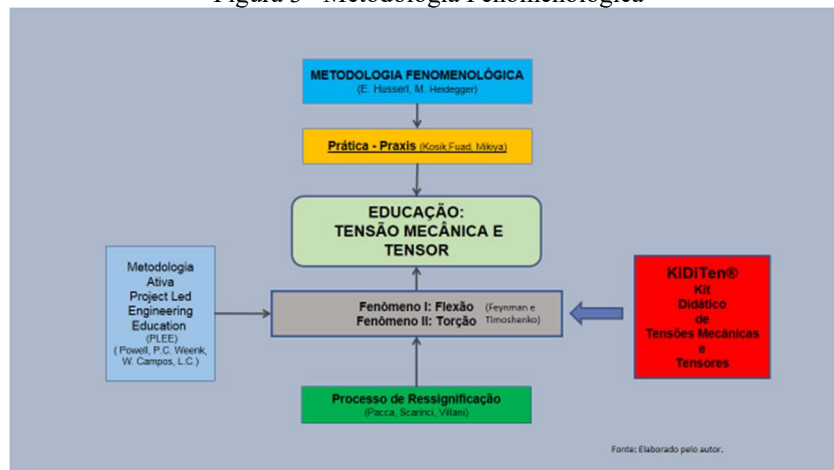 Figura 3 - Metodologia Fenomenológica
METODOLOGIA FENOMENOLÓGICA
(E. Husserl, M. Heidegger)
Prática - Praxis (Kosik,Fuad, Mikiya)
EDUCAÇÃO:
TENSÃO MECÂNICA E
TENSOR
Metodologia
Ativa
Project Led
Engineering
Education
(PLEE)
( Powell, P.C. Weenk,
W. Campos, L.C.)
Fenômeno I: Flexão (Feynman e
Fenômeno II: Torção Timoshenko)
KIDiTen®
Kit
Didático
de
Tensões Mecânicas
e
Tensores
Processo de Ressignificação
(Pacca, Scarinci, Villani)
Fonte: Elaborado pelo autor.